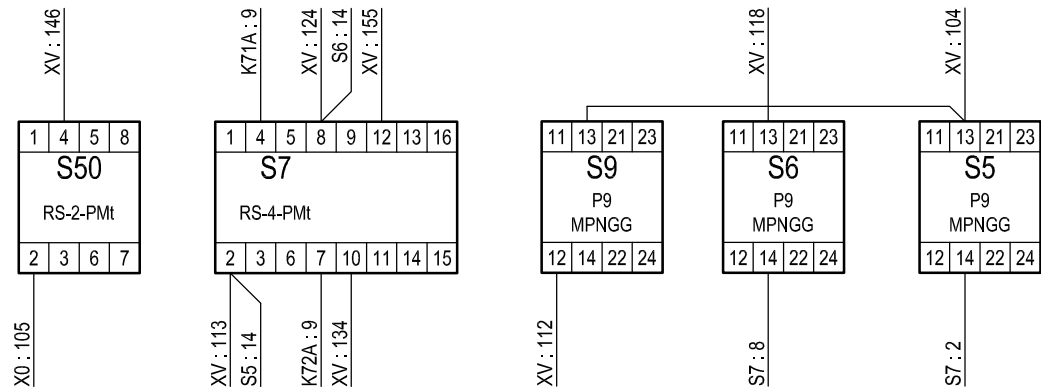 XV : 146
K71A : 9
XV : 124
S6 : 14
XV : 155
XV : 118
XV : 104
1 4 5 8
S50
RS-2-PMt
2 3 6 7
X0 : 105
1 4 5 8 9 12 13 16
S7
RS-4-PMt
2 3 6 7 10 11 14 15
XV : 113
S5 : 14
K72A : 9
XV : 134
11 13 21 23
S9
P9
MPNGG
12 14 22 24
XV : 112
11 13 21 23
S6
P9
MPNGG
12 14 22 24
S7 : 8
11 13 21 23
S5
P9
MPNGG
12 14 22 24
S7 : 2